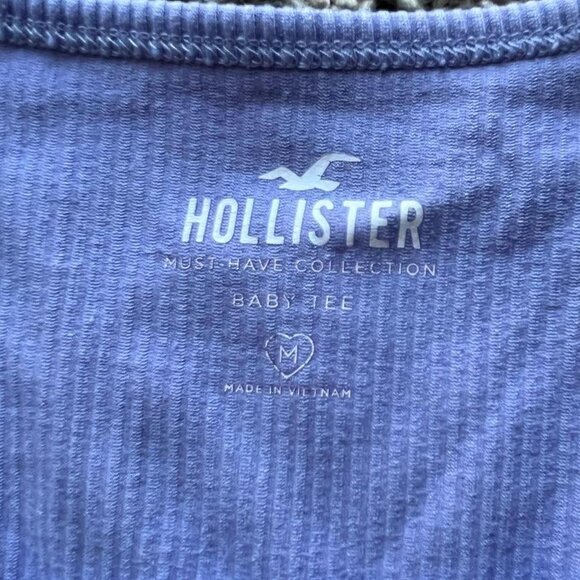 HOLLISTER
MUST-HAVE COLLECTION
BABY TEE
M
MADE IN VIETNAM